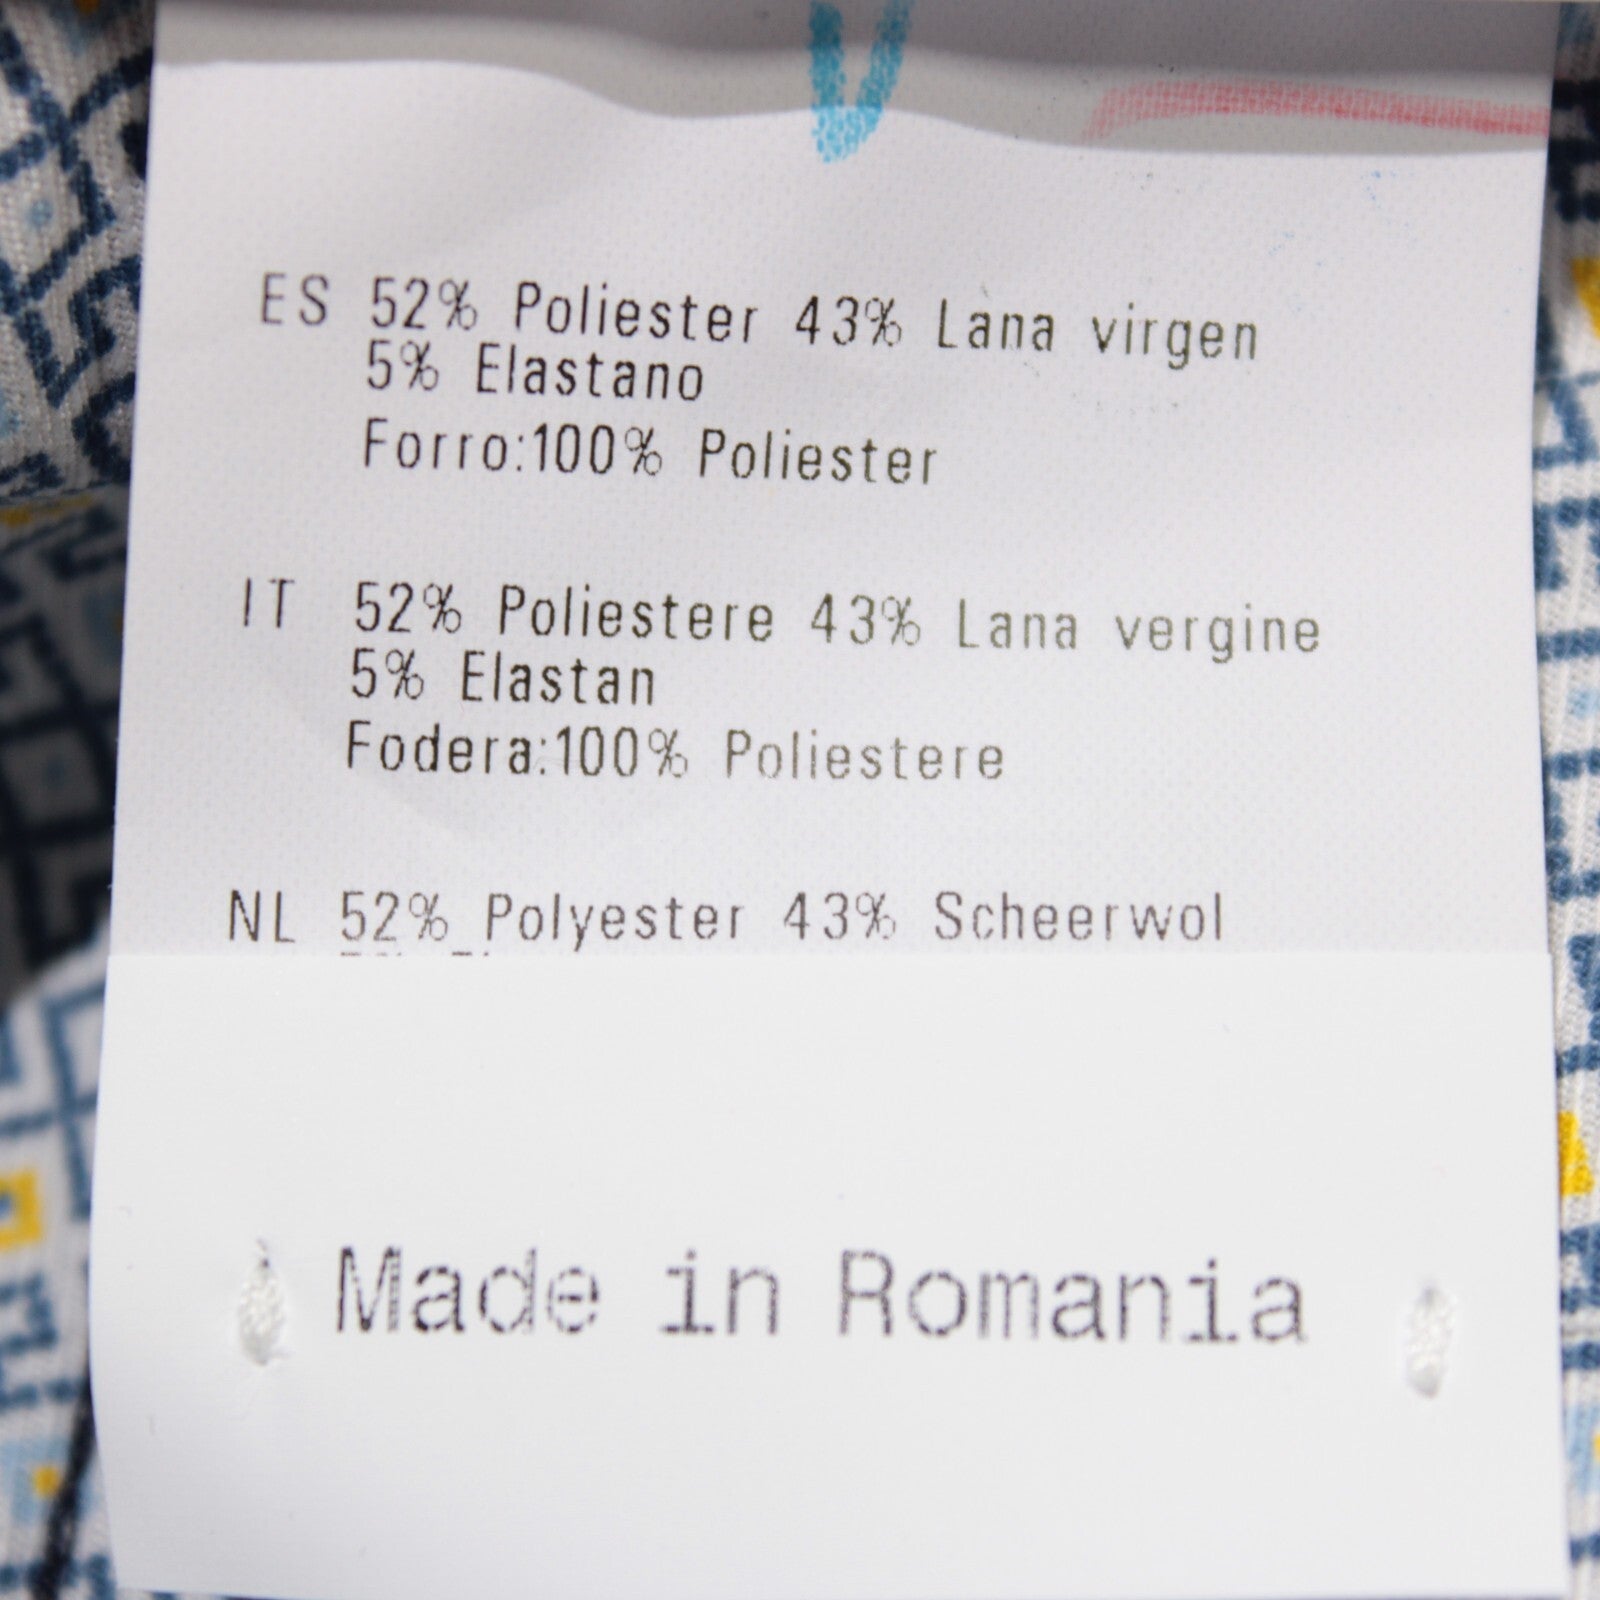 ES 52% Poliester 43% Lana virgen
5% Elastano
Forro:100% Poliester
IT 52% Poliestere 43% Lana vergine
5% Elastan
Fodera:100% Poliestere
NL 52% Polyester 43% Scheerwol
Made in Romania